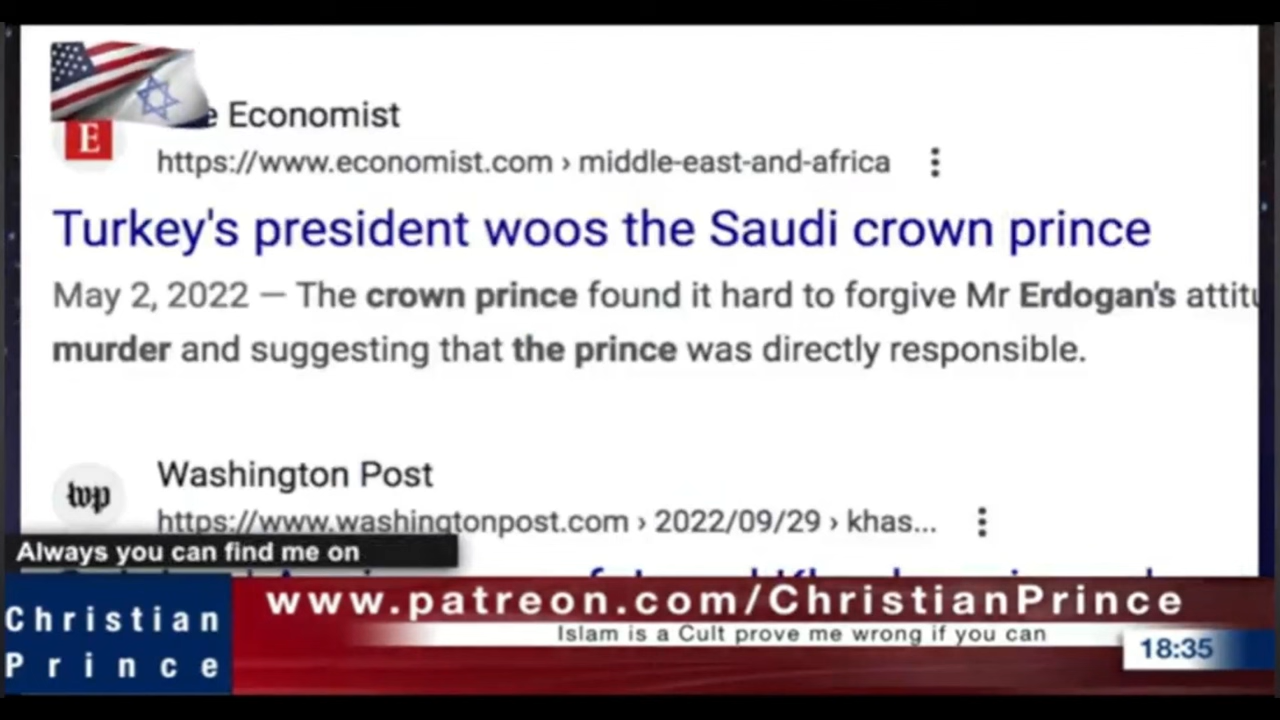 e Economist
E
https://www.economist.com › middle-east-and-africa
Turkey's president woos the Saudi crown prince
May 2, 2022 — The crown prince found it hard to forgive Mr Erdogan's attitu
murder and suggesting that the prince was directly responsible.
Washington Post
wp
https://www.washingtonpost.com › 2022/09/29 › khas...
Always you can find me on
www.patreon.com/ChristianPrince
Islam is a Cult prove me wrong if you can
Christian
Prince
18:35